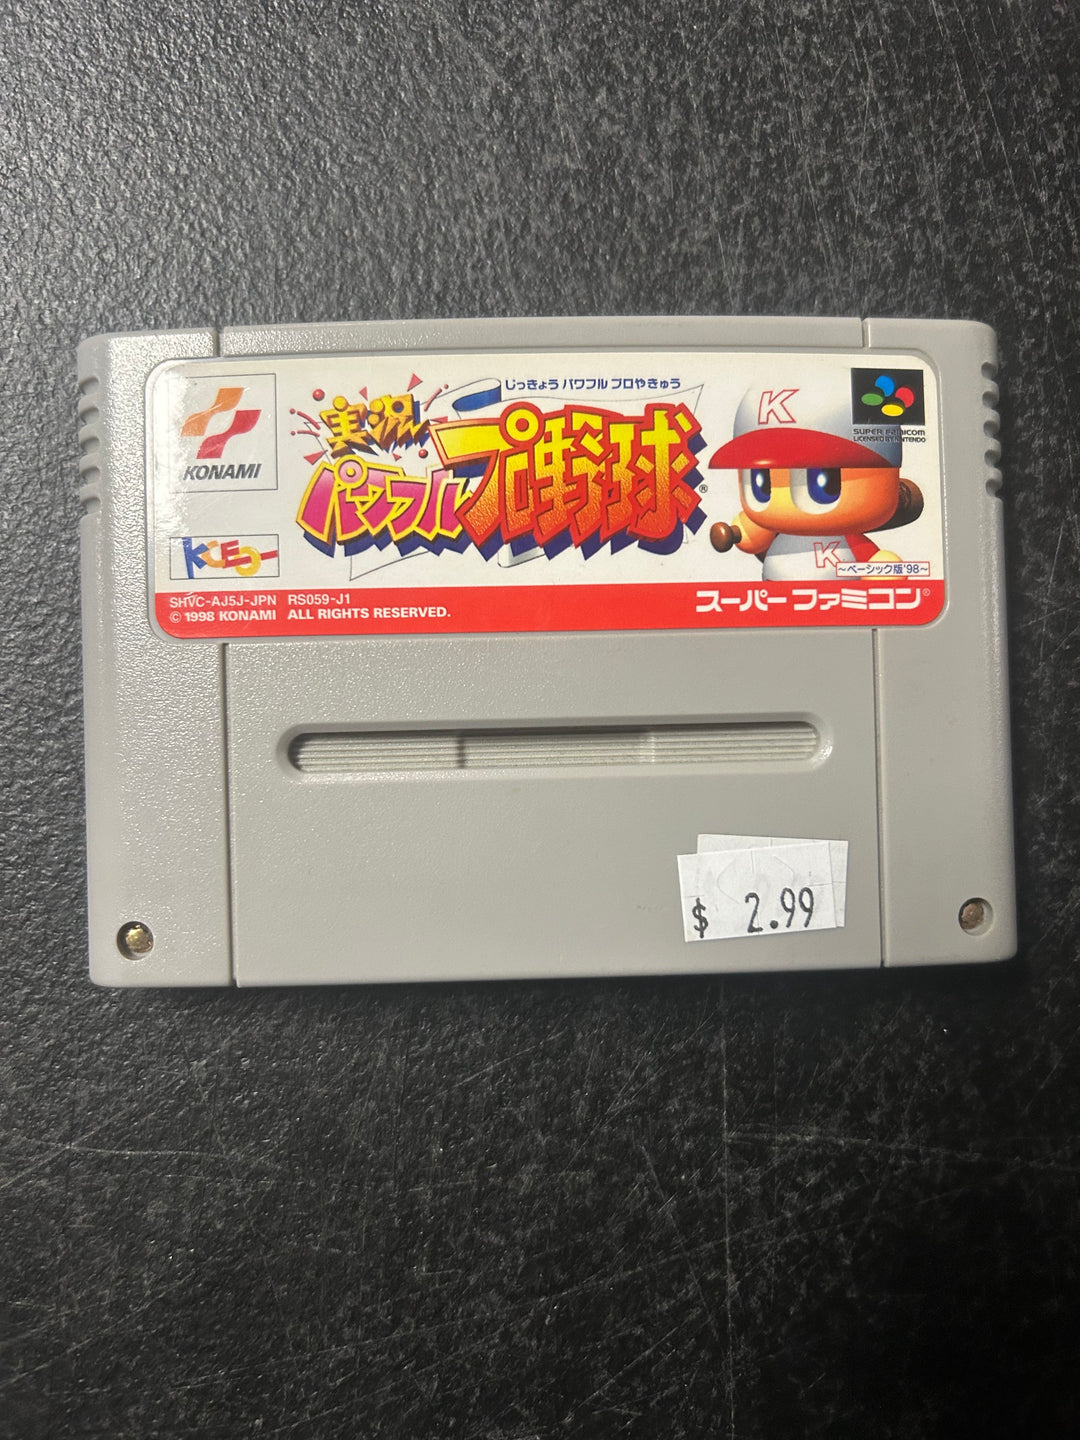 じっきょう パワフル プロやきゅう
実況
パワフルプロ野球®
KONAMI
KCEO
K
K
SUPER FAMICOM
LICENSED BY NINTENDO
~ベーシック版'98~
SHVC-AJ5J-JPN RS059-J1
© 1998 KONAMI ALL RIGHTS RESERVED.
スーパーファミコン®
$ 2.99